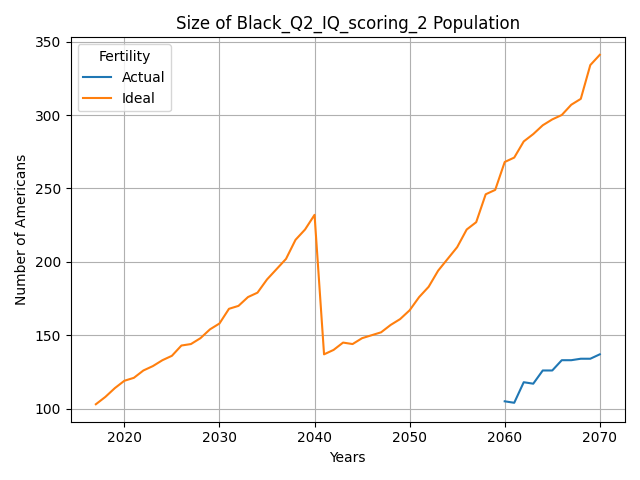 Size of Black_Q2_IQ_scoring_2 Population
Number of Americans
350
300
250
200
150
100
Fertility
Actual
Ideal
2020
2030
2040
2050
2060
2070
Years